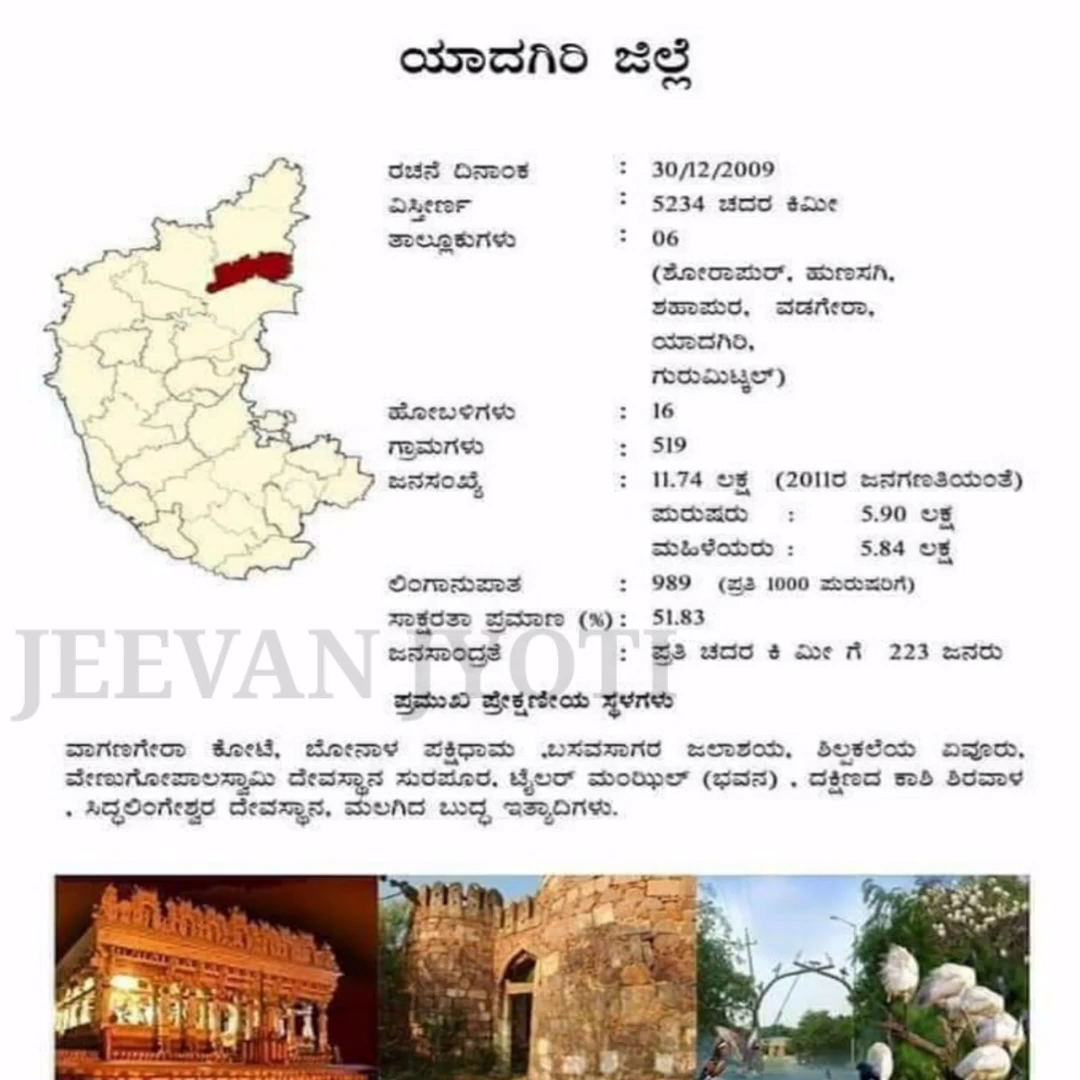 ಯಾದಗಿರಿ ಜಿಲ್ಲೆ
ರಚನೆ ದಿನಾಂಕ : 30/12/2009
ವಿಸ್ತೀರ್ಣ : 5234 ಚದರ ಕಿಮೀ
ತಾಲ್ಲೂಕುಗಳು : 06
(ಶೋರಾಪುರ್, ಹುಣಸಗಿ,
ಶಹಾಪುರ, ವಡಗೇರಾ,
ಯಾದಗಿರಿ,
ಗುರುಮಿಟ್ಕಲ್)
ಹೋಬಳಿಗಳು : 16
ಗ್ರಾಮಗಳು : 519
ಜನಸಂಖ್ಯೆ : 11.74 ಲಕ್ಷ (2011ರ ಜನಗಣತಿಯಂತೆ)
ಪುರುಷರು : 5.90 ಲಕ್ಷ
ಮಹಿಳೆಯರು : 5.84 ಲಕ್ಷ
ಲಿಂಗಾನುಪಾತ : 989 (ಪ್ರತಿ 1000 ಪುರುಷರಿಗೆ)
ಸಾಕ್ಷರತಾ ಪ್ರಮಾಣ (%) : 51.83
ಜನಸಾಂದ್ರತೆ : ಪ್ರತಿ ಚದರ ಕಿ ಮೀ ಗೆ 223 ಜನರು
JEEVAN JYOTI
ಪ್ರಮುಖ ಪ್ರೇಕ್ಷಣೀಯ ಸ್ಥಳಗಳು
ವಾಗಣಗೇರಾ ಕೋಟೆ, ಬೋನಾಳ ಪಕ್ಷಿಧಾಮ ,ಬಸವಸಾಗರ ಜಲಾಶಯ, ಶಿಲ್ಪಕಲೆಯ ಏವೂರು,
ವೇಣುಗೋಪಾಲಸ್ವಾಮಿ ದೇವಸ್ಥಾನ ಸುರಪೂರ, ಟೈಲರ್ ಮಂಝಿಲ್ (ಭವನ) , ದಕ್ಷಿಣದ ಕಾಶಿ ಶಿರವಾಳ
, ಸಿದ್ಧಲಿಂಗೇಶ್ವರ ದೇವಸ್ಥಾನ, ಮಲಗಿದ ಬುದ್ಧ ಇತ್ಯಾದಿಗಳು.